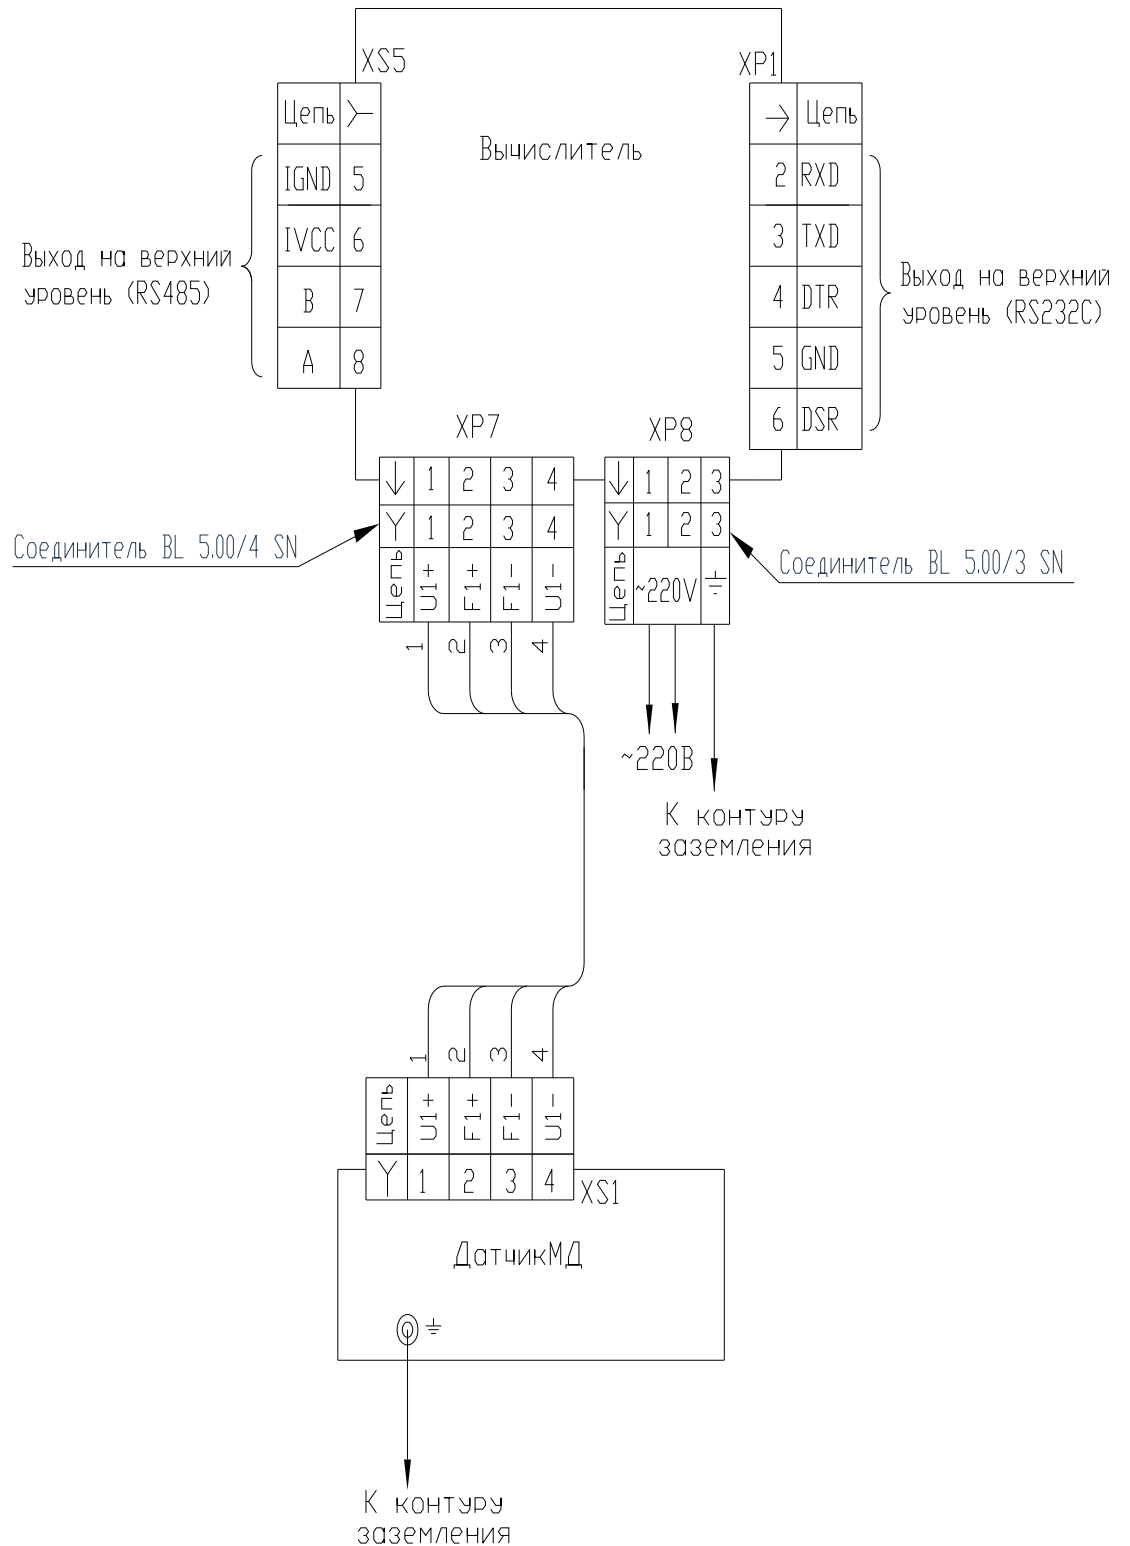 XS5
XP1
Цепь
Цепь
Вычислитель
IGND 5
2 RXD
IVCC 6
3 TXD
Выход на верхний
уровень (RS485)
B 7
4 DTR
Выход на верхний
уровень (RS232C)
A 8
5 GND
6 DSR
XP7
XP8
1 2 3 4
1 2 3
1 2 3 4
1 2 3
Соединитель BL 5.00/4 SN
Соединитель BL 5.00/3 SN
Цепь U1+ F1+ F1- U1-
Цепь ~220V
1 2 3 4
~220В
К контуру
заземления
1 2 3 4
Цепь U1+ F1+ F1- U1-
1 2 3 4
XS1
ДатчикМД
К контуру
заземления